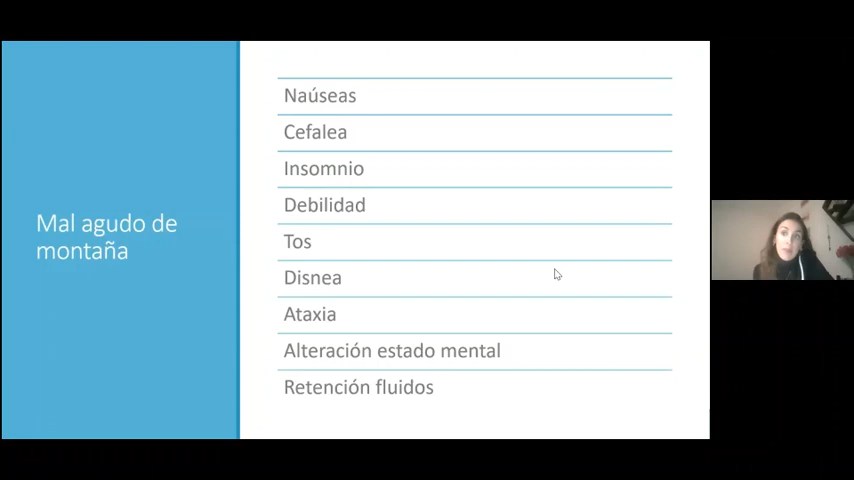 Mal agudo de
montaña
Naúseas
Cefalea
Insomnio
Debilidad
Tos
Disnea
Ataxia
Alteración estado mental
Retención fluidos